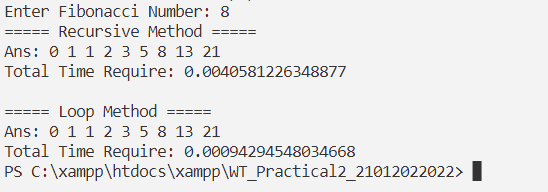 Enter Fibonacci Number: 8
===== Recursive Method =====
Ans: 0 1 1 2 3 5 8 13 21
Total Time Require: 0.0040581226348877
===== Loop Method =====
Ans: 0 1 1 2 3 5 8 13 21
Total Time Require: 0.00094294548034668
PS C:\xampp\htdocs\xampp\WT_Practical2_21012022022>